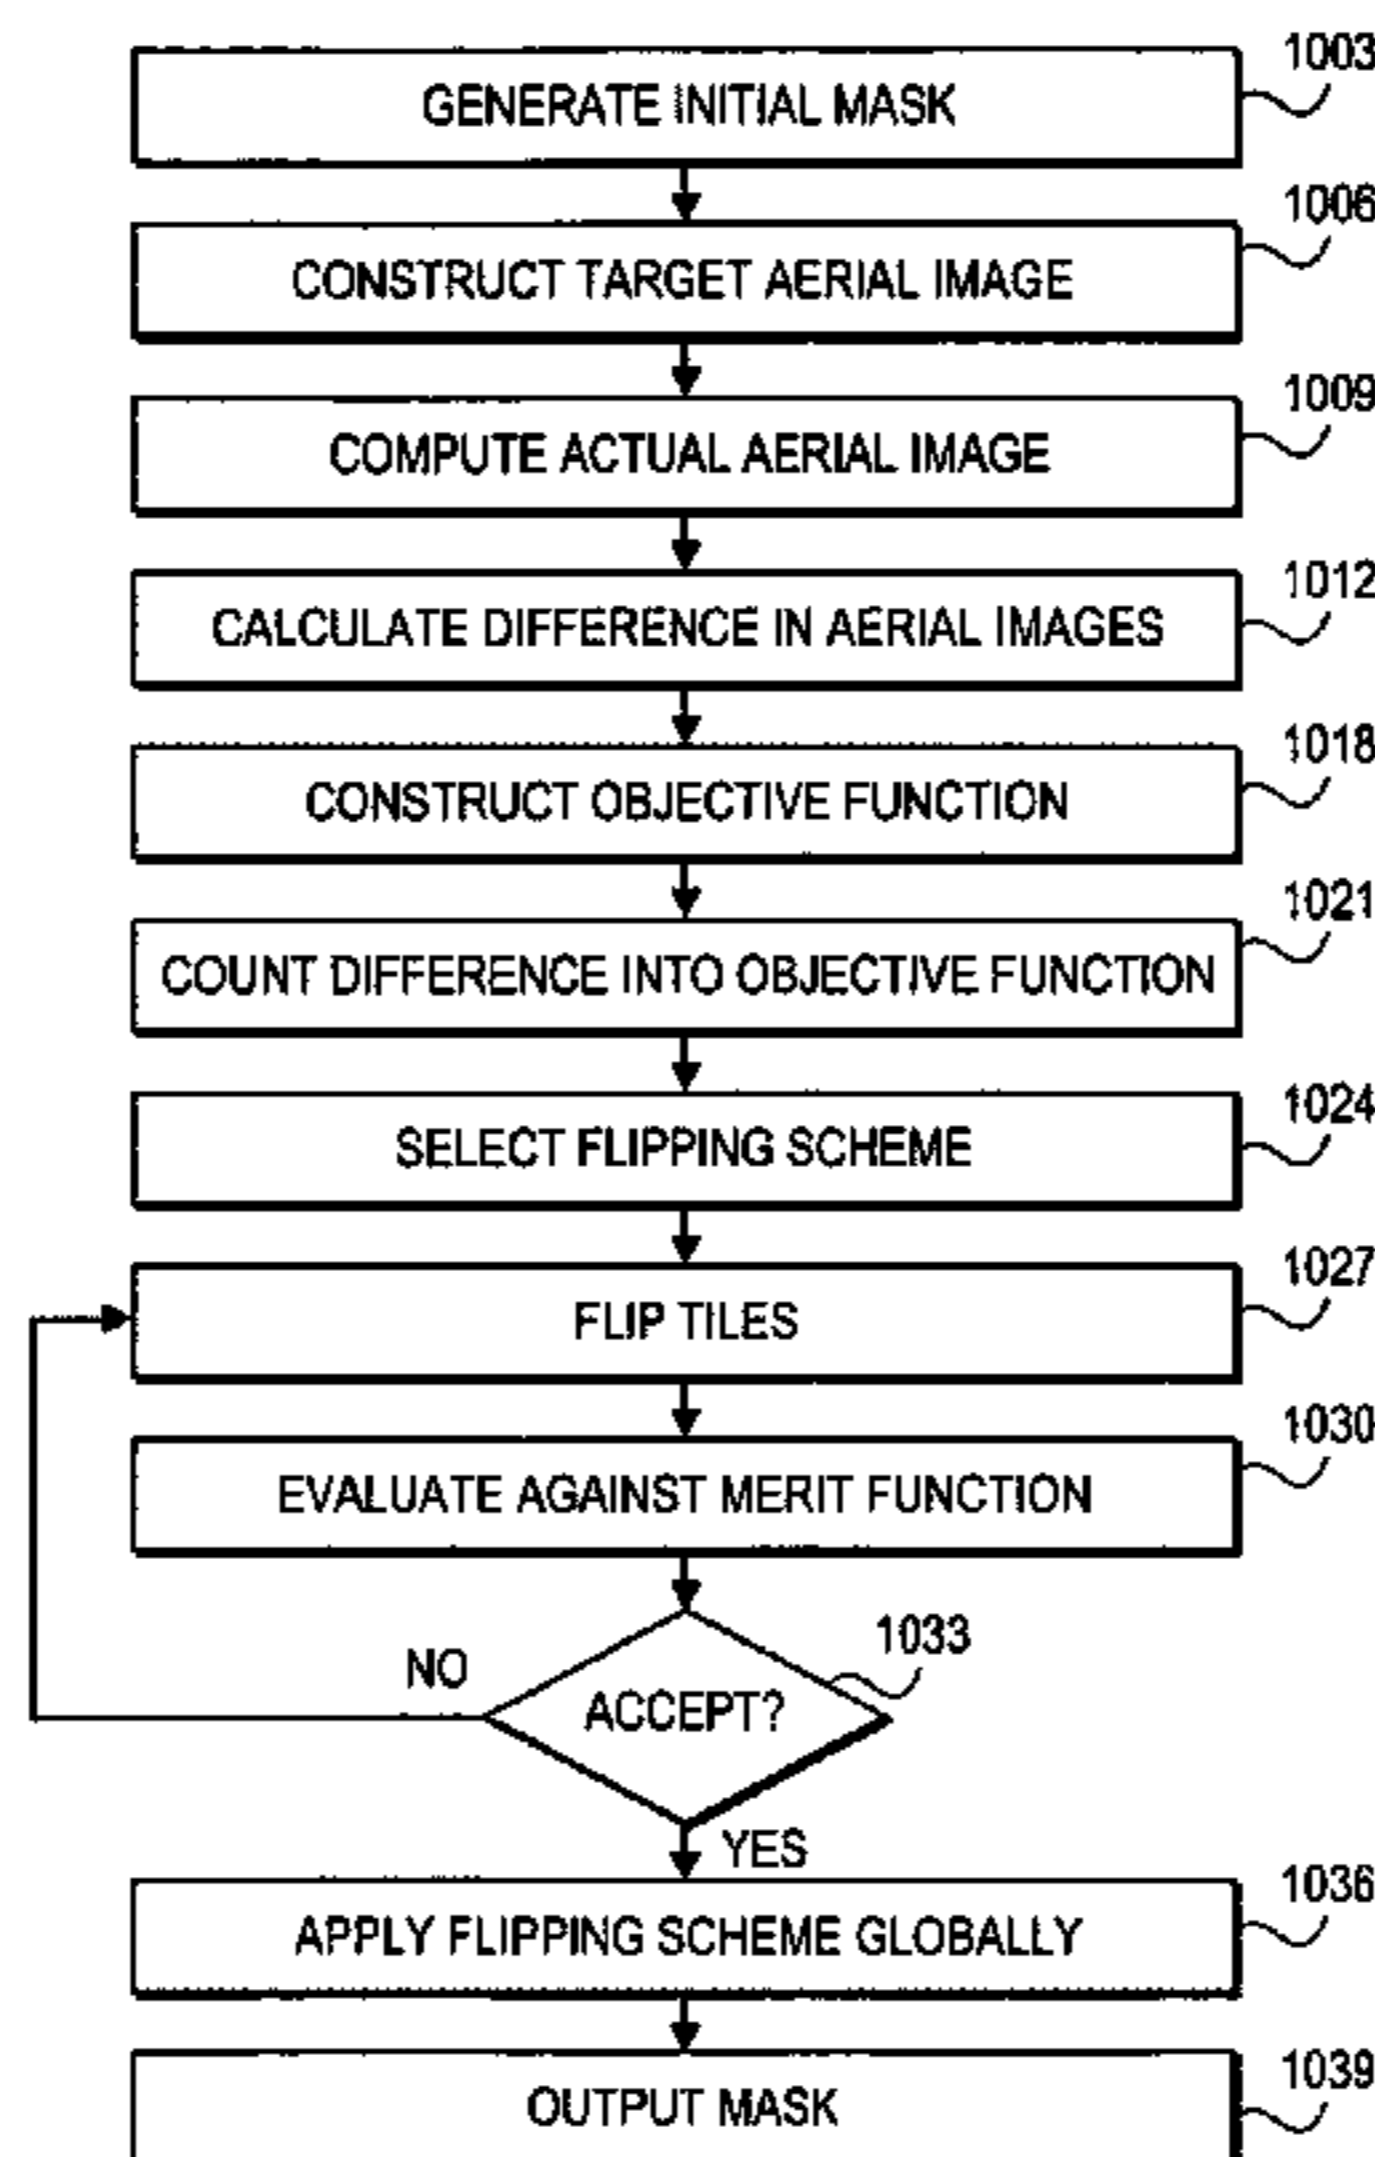 GENERATE INITIAL MASK
1003
CONSTRUCT TARGET AERIAL IMAGE
1006
COMPUTE ACTUAL AERIAL IMAGE
1009
CALCULATE DIFFERENCE IN AERIAL IMAGES
1012
CONSTRUCT OBJECTIVE FUNCTION
1018
COUNT DIFFERENCE INTO OBJECTIVE FUNCTION
1021
SELECT FLIPPING SCHEME
1024
FLIP TILES
1027
EVALUATE AGAINST MERIT FUNCTION
1030
NO
ACCEPT?
1033
YES
APPLY FLIPPING SCHEME GLOBALLY
1036
OUTPUT MASK
1039